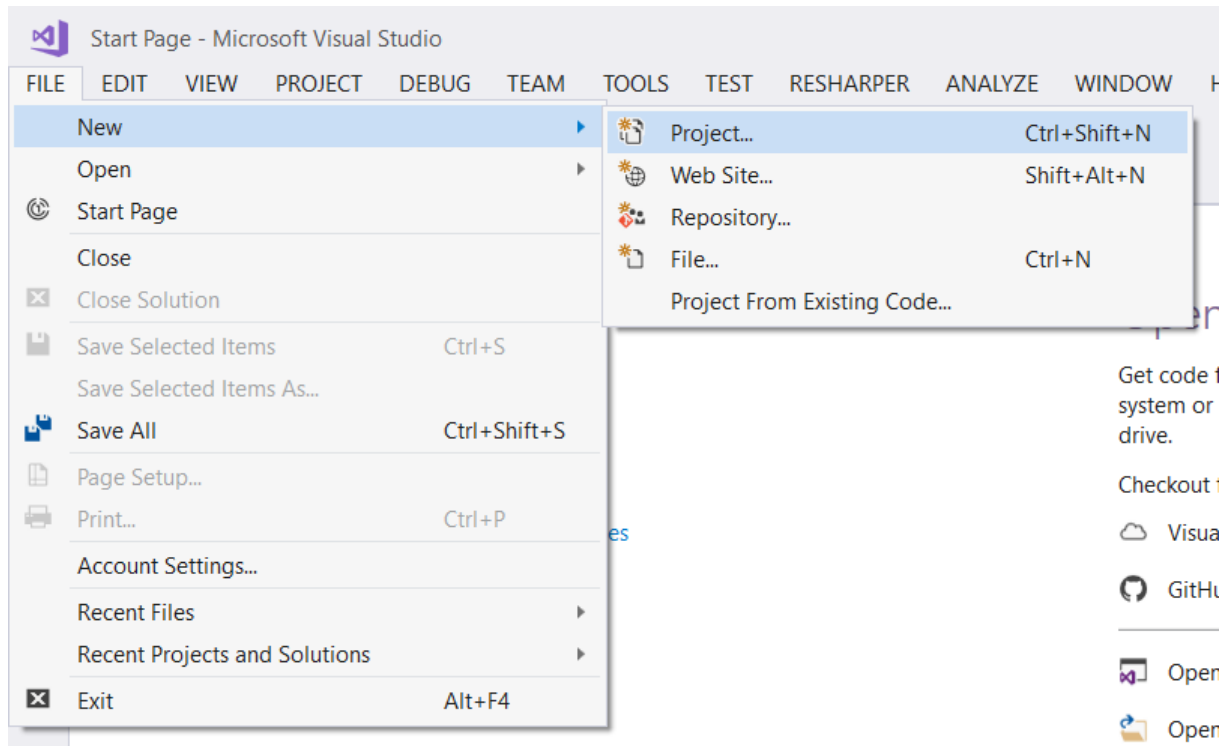 Start Page - Microsoft Visual Studio
FILE EDIT VIEW PROJECT DEBUG TEAM TOOLS TEST RESHARPER ANALYZE WINDOW
New
Open
Start Page
Close
Close Solution
Save Selected Items Ctrl+S
Save Selected Items As...
Save All Ctrl+Shift+S
Page Setup...
Print... Ctrl+P
Account Settings...
Recent Files
Recent Projects and Solutions
Exit Alt+F4
Project... Ctrl+Shift+N
Web Site... Shift+Alt+N
Repository...
File... Ctrl+N
Project From Existing Code...
es
Get code
system or
drive.
Checkout
Visua
GitHu
Open
Open